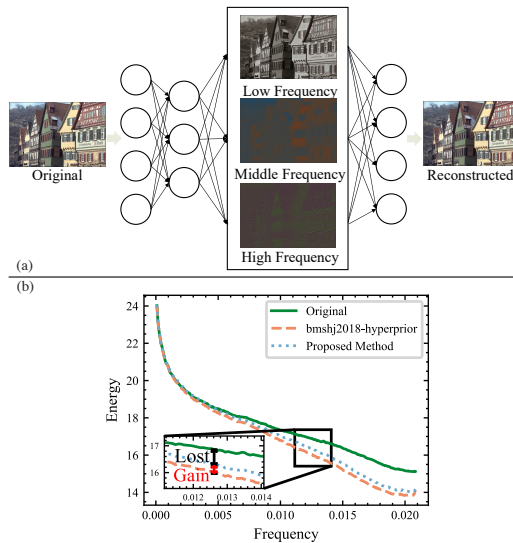 Low Frequency
Middle Frequency
High Frequency
Original
Reconstructed
(a)
(b)
Energy
24
22
20
18
16
14
Original
bmshj2018-hyperprior
Proposed Method
17
16
Lost
Gain
0.012 0.013 0.014
0.000 0.005 0.010 0.015 0.020
Frequency